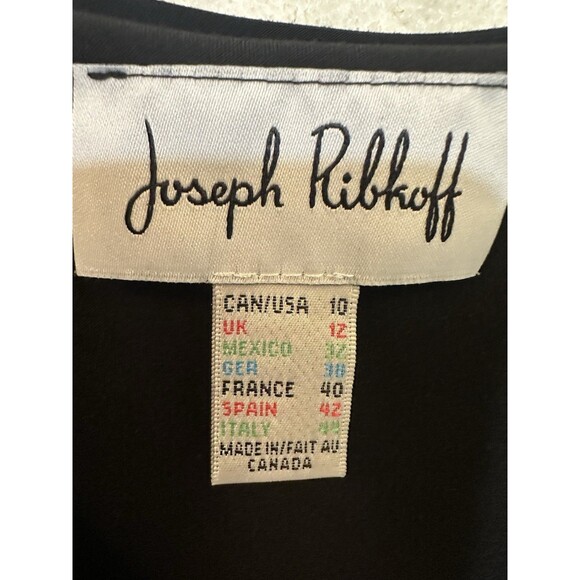 Joseph Ribkoff
CAN/USA 10
UK 12
MEXICO 32
GER 38
FRANCE 40
SPAIN 42
ITALY 44
MADE IN/FAIT AU
CANADA